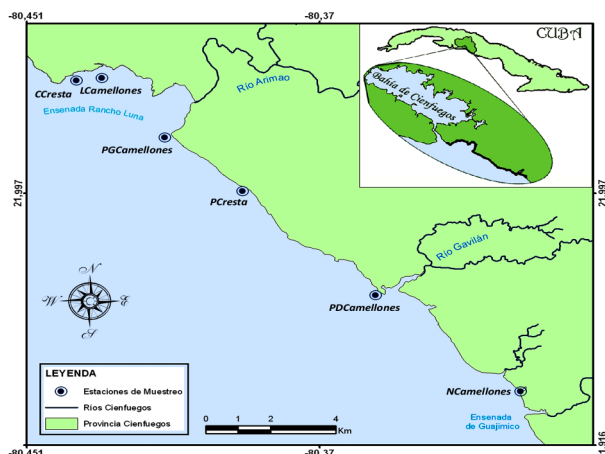 -80,451
-80,37
CUBA
Bahía de Cienfuegos
Río Arimao
CCresta
LCamellones
Ensenada Rancho Luna
PGCamellones
PCresta
21,997
21,997
Río Gavilán
N
W
E
S
PDCamellones
LEYENDA
Estaciones de Muestreo
Ríos Cienfuegos
Provincia Cienfuegos
NCamellones
Ensenada
de Guajimico
0 1 2 4
Km
-80,451
-80,37
1,916